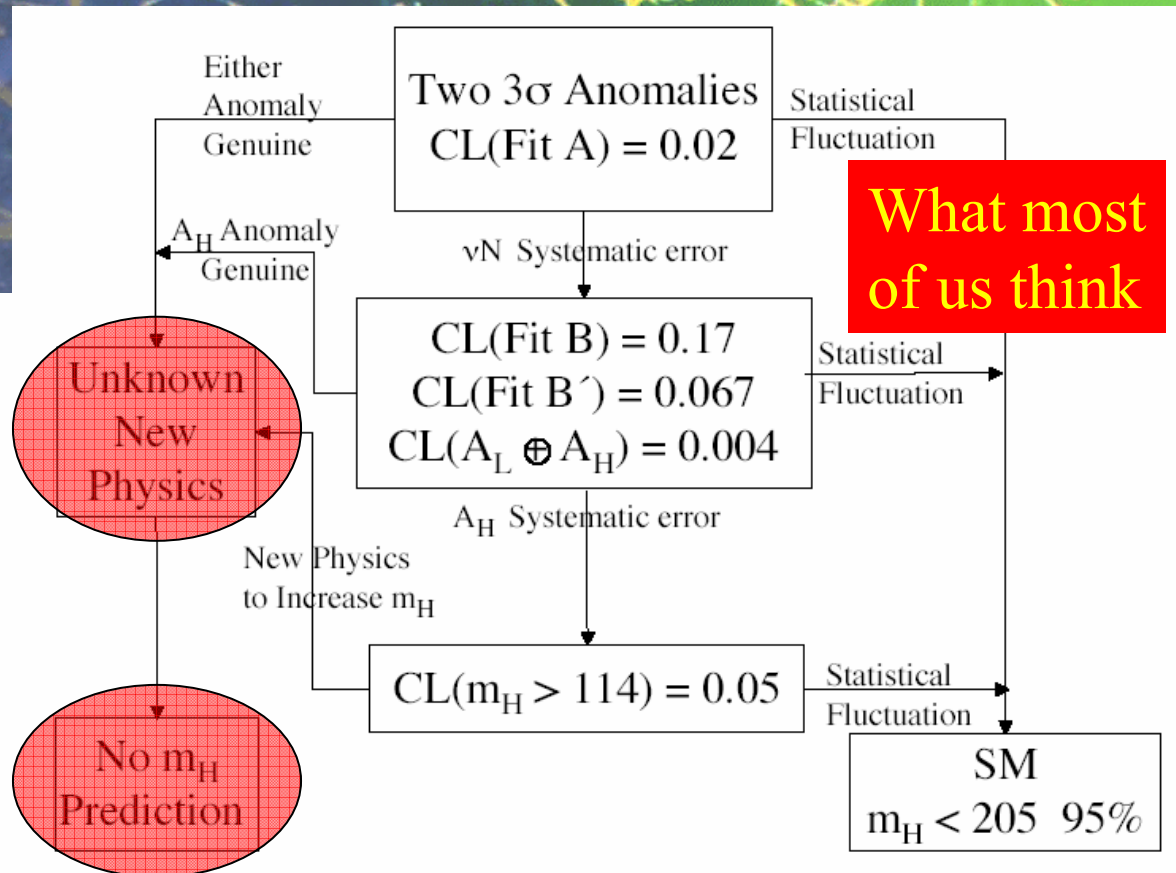 Either
Anomaly
Genuine
Two 3σ Anomalies
CL(Fit A) = 0.02
Statistical
Fluctuation
What most
of us think
A_H Anomaly
Genuine
νN Systematic error
CL(Fit B) = 0.17
CL(Fit B´) = 0.067
CL(A_L ⊕ A_H) = 0.004
Statistical
Fluctuation
Unknown
New
Physics
A_H Systematic error
New Physics
to Increase m_H
CL(m_H > 114) = 0.05
Statistical
Fluctuation
No m_H
Prediction
SM
m_H < 205 95%